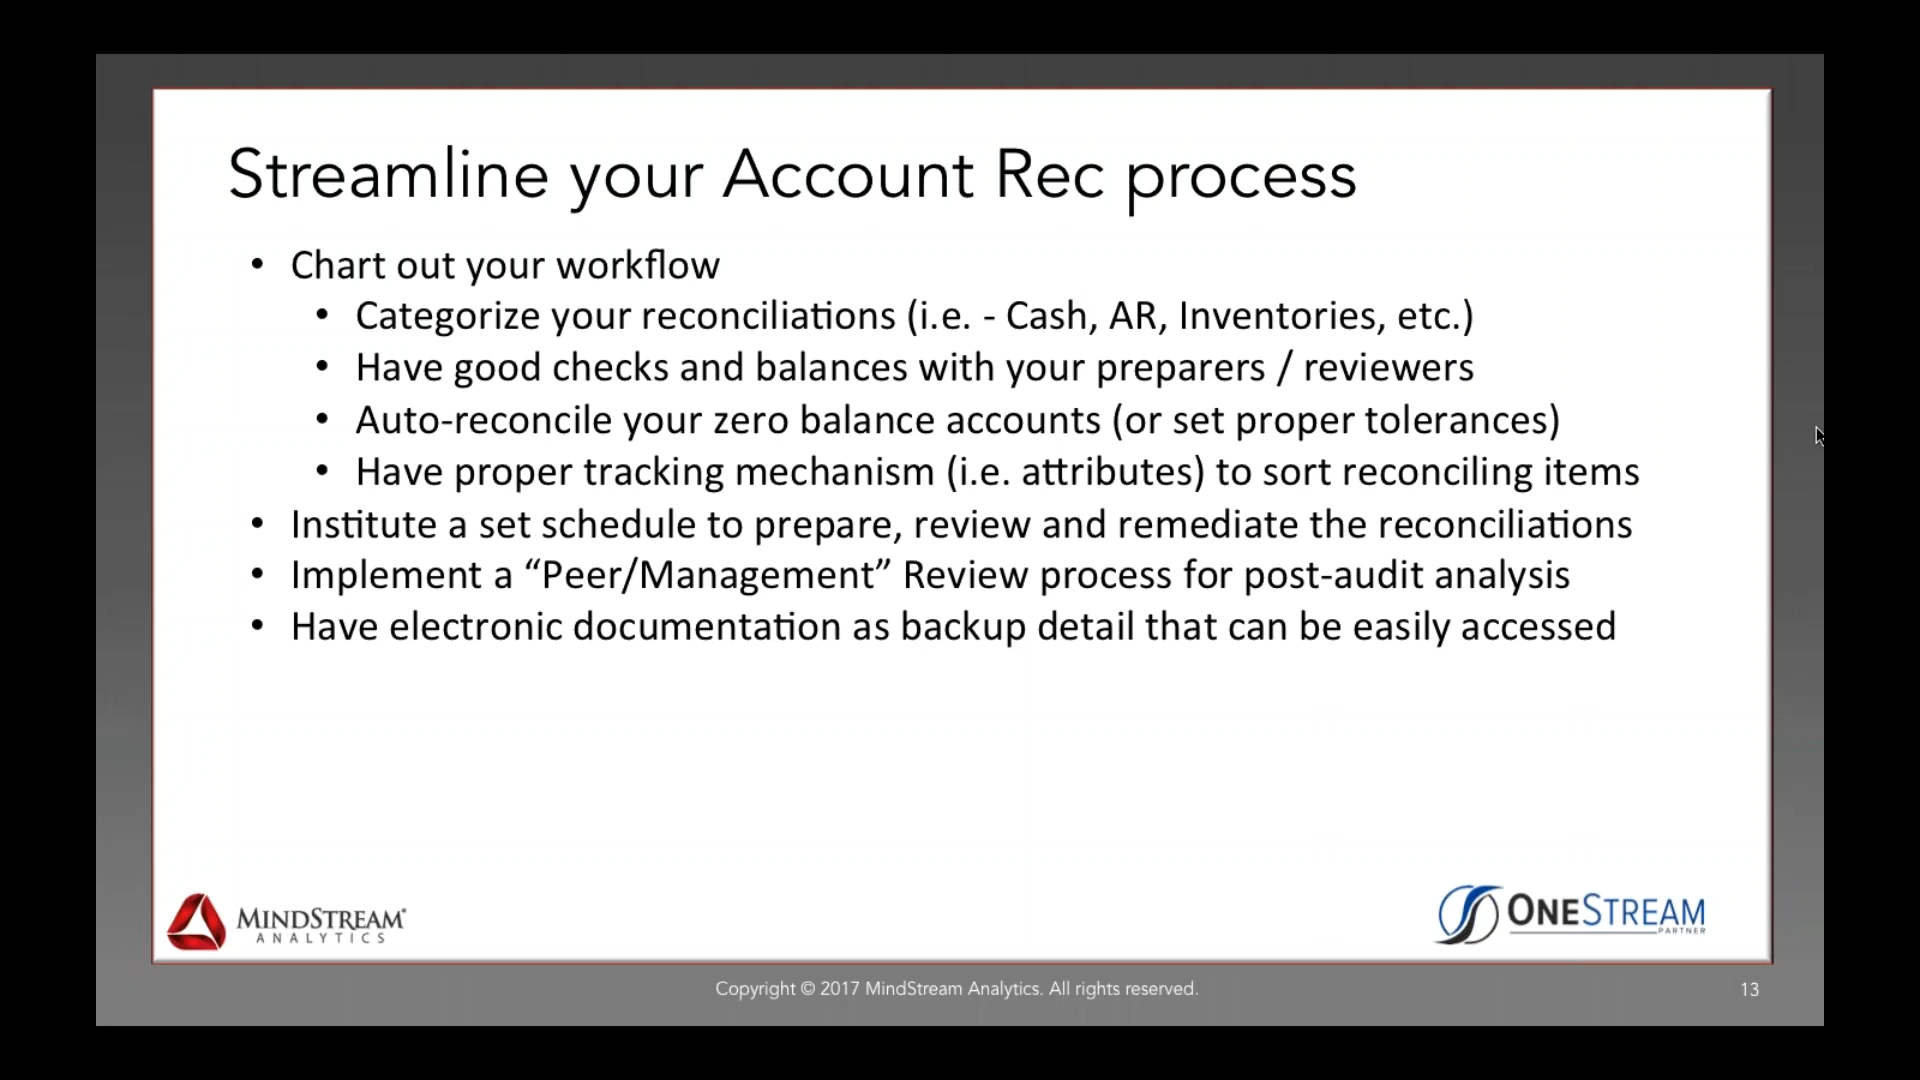 Streamline your Account Rec process
• Chart out your workflow
• Categorize your reconciliations (i.e. - Cash, AR, Inventories, etc.)
• Have good checks and balances with your preparers / reviewers
• Auto-reconcile your zero balance accounts (or set proper tolerances)
• Have proper tracking mechanism (i.e. attributes) to sort reconciling items
• Institute a set schedule to prepare, review and remediate the reconciliations
• Implement a “Peer/Management” Review process for post-audit analysis
• Have electronic documentation as backup detail that can be easily accessed
MINDSTREAM®
ANALYTICS
ONESTREAM
PARTNER
Copyright © 2017 MindStream Analytics. All rights reserved.
13